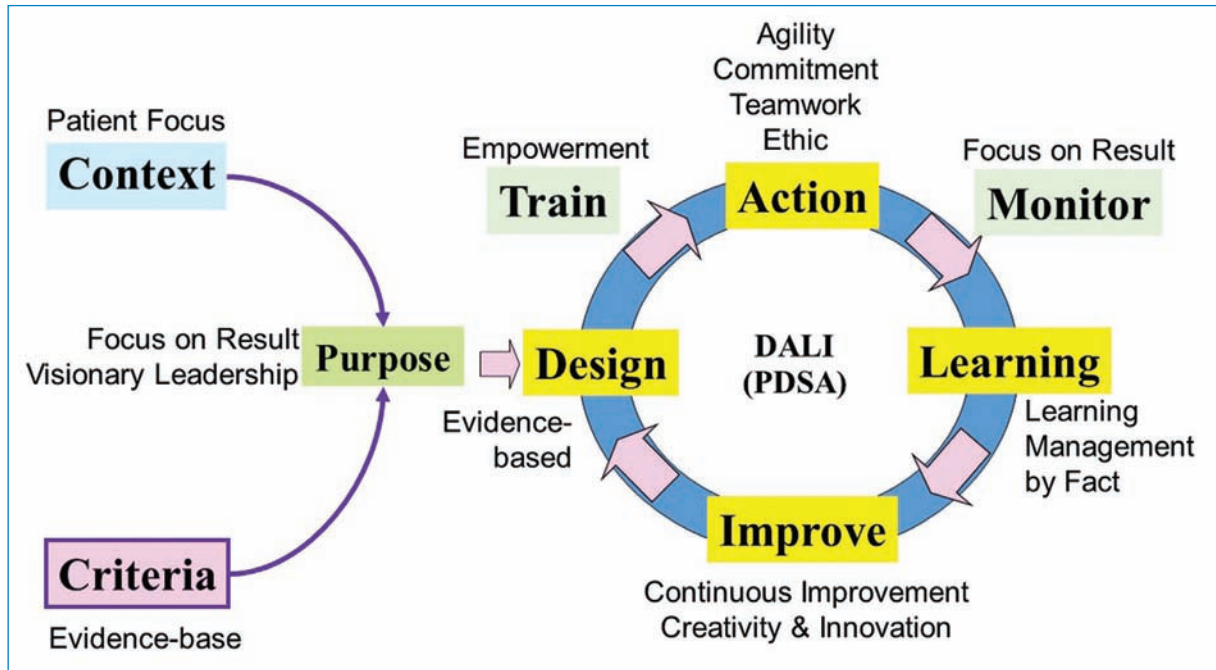 Patient Focus
Context
Focus on Result
Visionary Leadership
Purpose
Criteria
Evidence-base
Design
Evidence-
based
Empowerment
Train
Agility
Commitment
Teamwork
Ethic
Action
Focus on Result
Monitor
DALI
(PDSA)
Learning
Learning
Management
by Fact
Improve
Continuous Improvement
Creativity & Innovation